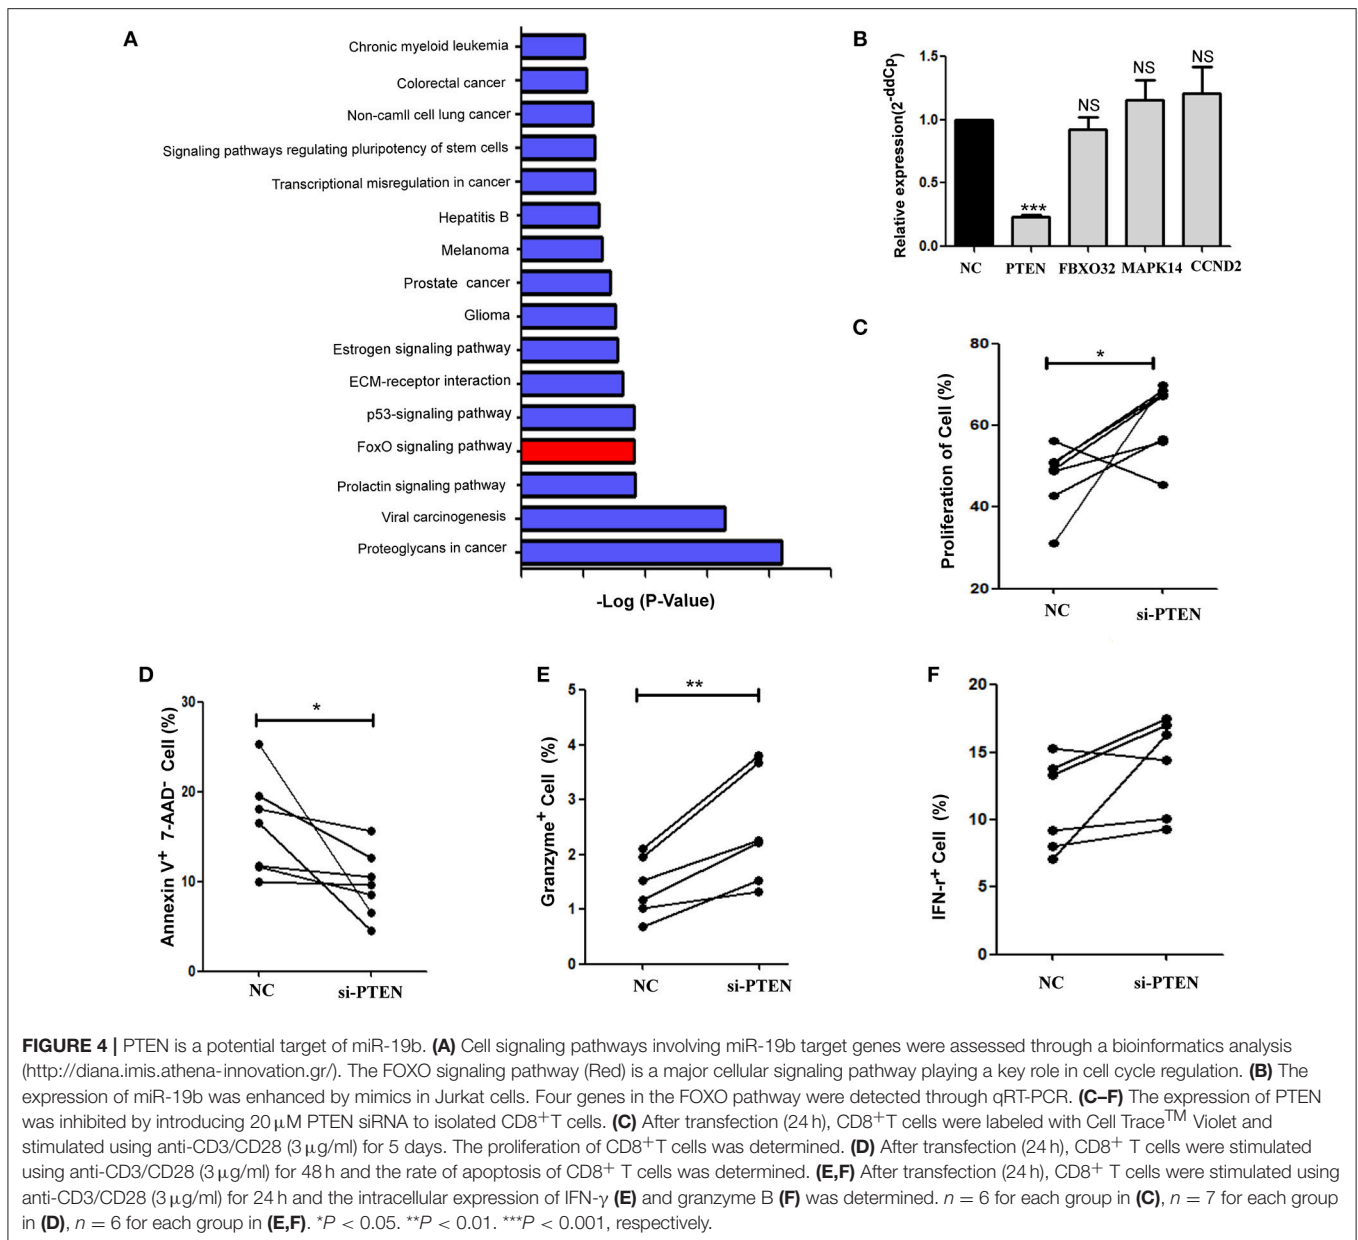 A
Chronic myeloid leukemia
Colorectal cancer
Non-camll cell lung cancer
Signaling pathways regulating pluripotency of stem cells
Transcriptional misregulation in cancer
Hepatitis B
Melanoma
Prostate cancer
Glioma
Estrogen signaling pathway
ECM-receptor interaction
p53-signaling pathway
FoxO signaling pathway
Prolactin signaling pathway
Viral carcinogenesis
Proteoglycans in cancer
-Log (P-Value)
B
Relative expression(2^-ddCp)
1.5
1.0
0.5
0.0
***
NS
NS
NS
NC PTEN FBXO32 MAPK14 CCND2
C
Proliferation of Cell (%)
80
60
40
20
*
NC si-PTEN
D
Annexin V⁺ 7-AAD⁻ Cell (%)
30
20
10
0
*
NC si-PTEN
E
Granzyme⁺ Cell (%)
5
4
3
2
1
0
**
NC si-PTEN
F
IFN-r⁺ Cell (%)
20
15
10
5
0
NC si-PTEN
FIGURE 4 | PTEN is a potential target of miR-19b. (A) Cell signaling pathways involving miR-19b target genes were assessed through a bioinformatics analysis
(http://diana.imis.athena-innovation.gr/). The FOXO signaling pathway (Red) is a major cellular signaling pathway playing a key role in cell cycle regulation. (B) The
expression of miR-19b was enhanced by mimics in Jurkat cells. Four genes in the FOXO pathway were detected through qRT-PCR. (C–F) The expression of PTEN
was inhibited by introducing 20 μM PTEN siRNA to isolated CD8⁺T cells. (C) After transfection (24 h), CD8⁺T cells were labeled with Cell Trace™ Violet and
stimulated using anti-CD3/CD28 (3 μg/ml) for 5 days. The proliferation of CD8⁺T cells was determined. (D) After transfection (24 h), CD8⁺ T cells were stimulated
using anti-CD3/CD28 (3 μg/ml) for 48 h and the rate of apoptosis of CD8⁺ T cells was determined. (E,F) After transfection (24 h), CD8⁺ T cells were stimulated using
anti-CD3/CD28 (3 μg/ml) for 24 h and the intracellular expression of IFN-γ (E) and granzyme B (F) was determined. n = 6 for each group in (C), n = 7 for each group
in (D), n = 6 for each group in (E,F). *P < 0.05. **P < 0.01. ***P < 0.001, respectively.